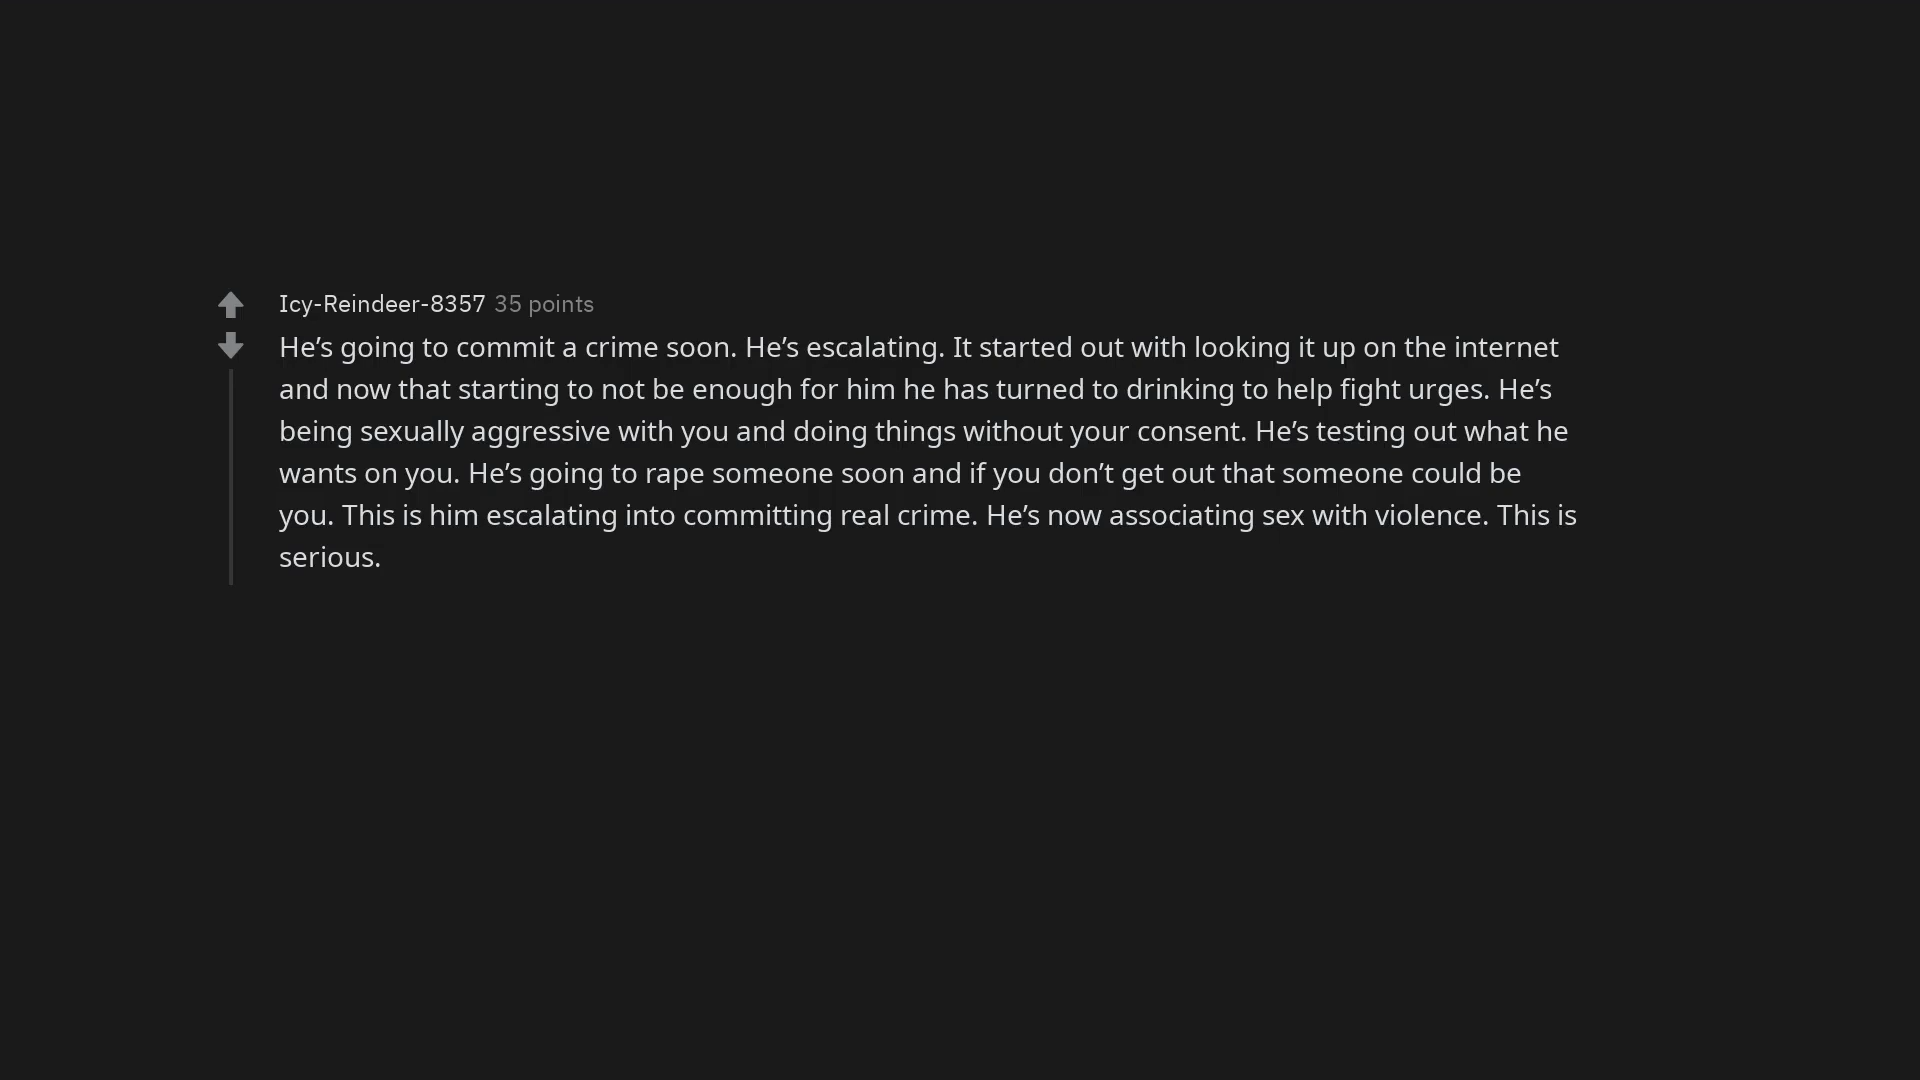 Icy-Reindeer-8357 35 points
He’s going to commit a crime soon. He’s escalating. It started out with looking it up on the internet
and now that starting to not be enough for him he has turned to drinking to help fight urges. He’s
being sexually aggressive with you and doing things without your consent. He’s testing out what he
wants on you. He’s going to rape someone soon and if you don’t get out that someone could be
you. This is him escalating into committing real crime. He’s now associating sex with violence. This is
serious.